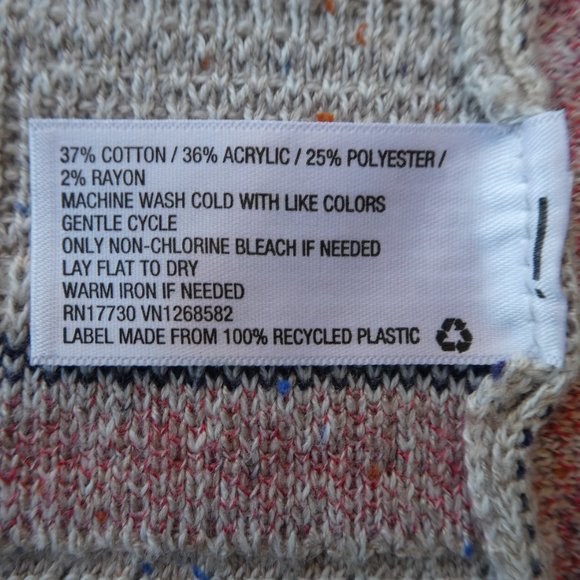 37% COTTON / 36% ACRYLIC / 25% POLYESTER /
2% RAYON
MACHINE WASH COLD WITH LIKE COLORS
GENTLE CYCLE
ONLY NON-CHLORINE BLEACH IF NEEDED
LAY FLAT TO DRY
WARM IRON IF NEEDED
RN17730 VN1268582
LABEL MADE FROM 100% RECYCLED PLASTIC